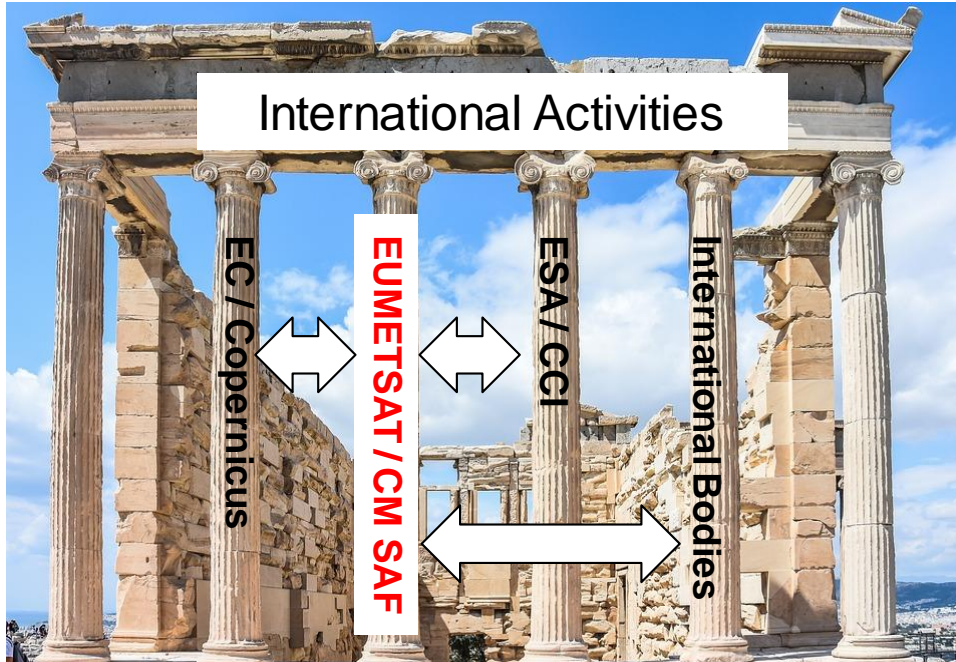 International Activities
EC / Copernicus
EUMETSAT / CM SAF
ESA / CCI
International Bodies